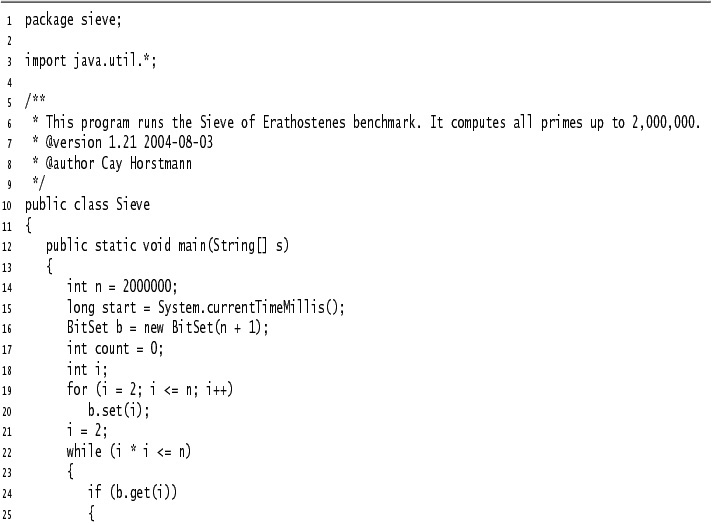 1 package sieve;
2
3 import java.util.*;
4
5 /**
6  * This program runs the Sieve of Erathostenes benchmark. It computes all primes up to 2,000,000.
7  * @version 1.21 2004-08-03
8  * @author Cay Horstmann
9  */
10 public class Sieve
11 {
12    public static void main(String[] s)
13    {
14       int n = 2000000;
15       long start = System.currentTimeMillis();
16       BitSet b = new BitSet(n + 1);
17       int count = 0;
18       int i;
19       for (i = 2; i <= n; i++)
20          b.set(i);
21       i = 2;
22       while (i * i <= n)
23       {
24          if (b.get(i))
25          {